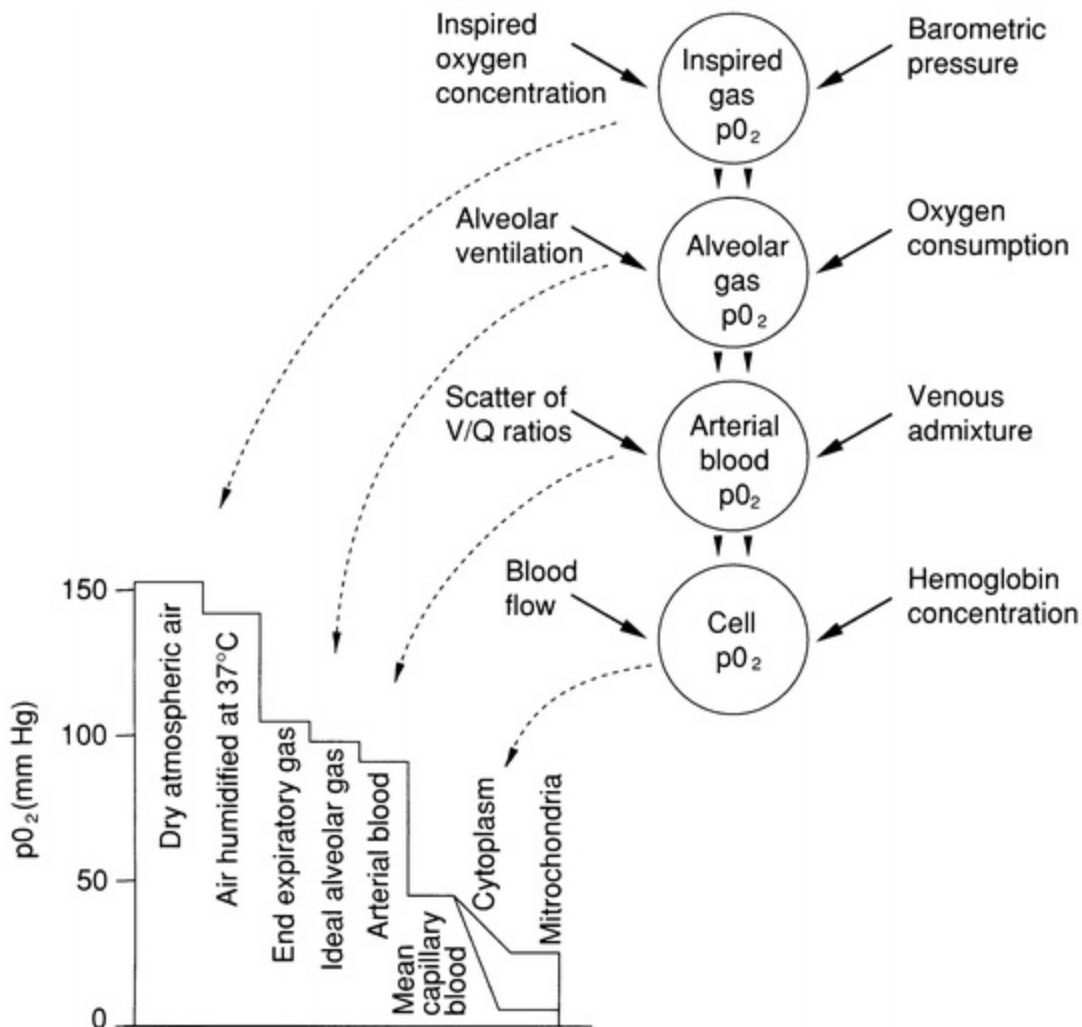 Inspired
oxygen
concentration
Inspired
gas
p0₂
Barometric
pressure
Alveolar
ventilation
Alveolar
gas
p0₂
Oxygen
consumption
Scatter of
V/Q ratios
Arterial
blood
p0₂
Venous
admixture
Blood
flow
Cell
p0₂
Hemoglobin
concentration
p0₂(mm Hg)
150
100
50
0
Dry atmospheric air
Air humidified at 37°C
End expiratory gas
Ideal alveolar gas
Arterial blood
Mean
capillary
blood
Cytoplasm
Mitrochondria